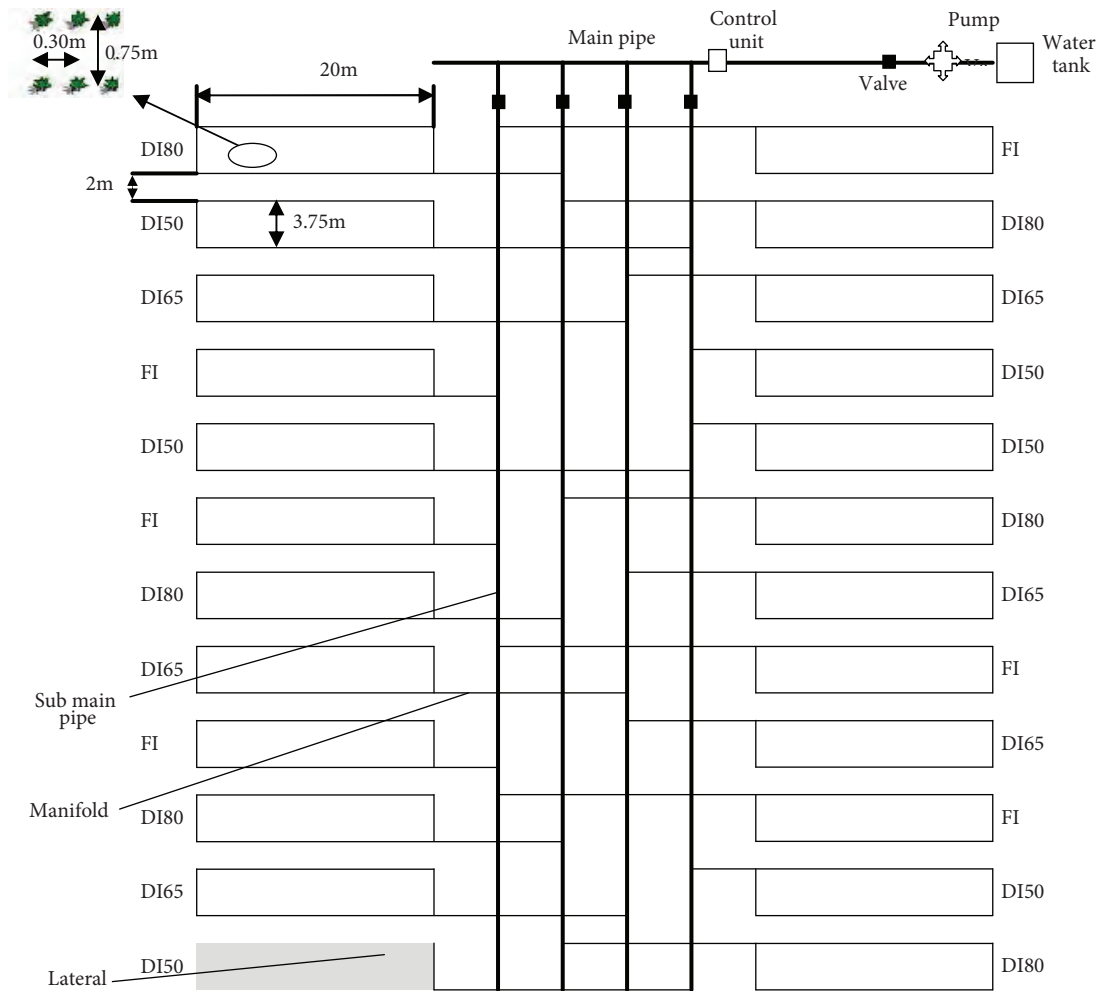 0.30m
0.75m
20m
Main pipe
Control
unit
Pump
Valve
Water
tank
DI80
FI
2m
DI50
3.75m
DI80
DI65
DI65
FI
DI50
DI50
DI50
FI
DI80
DI80
DI65
DI65
FI
Sub main
pipe
FI
DI65
Manifold
DI80
FI
DI65
DI50
Lateral
DI50
DI80